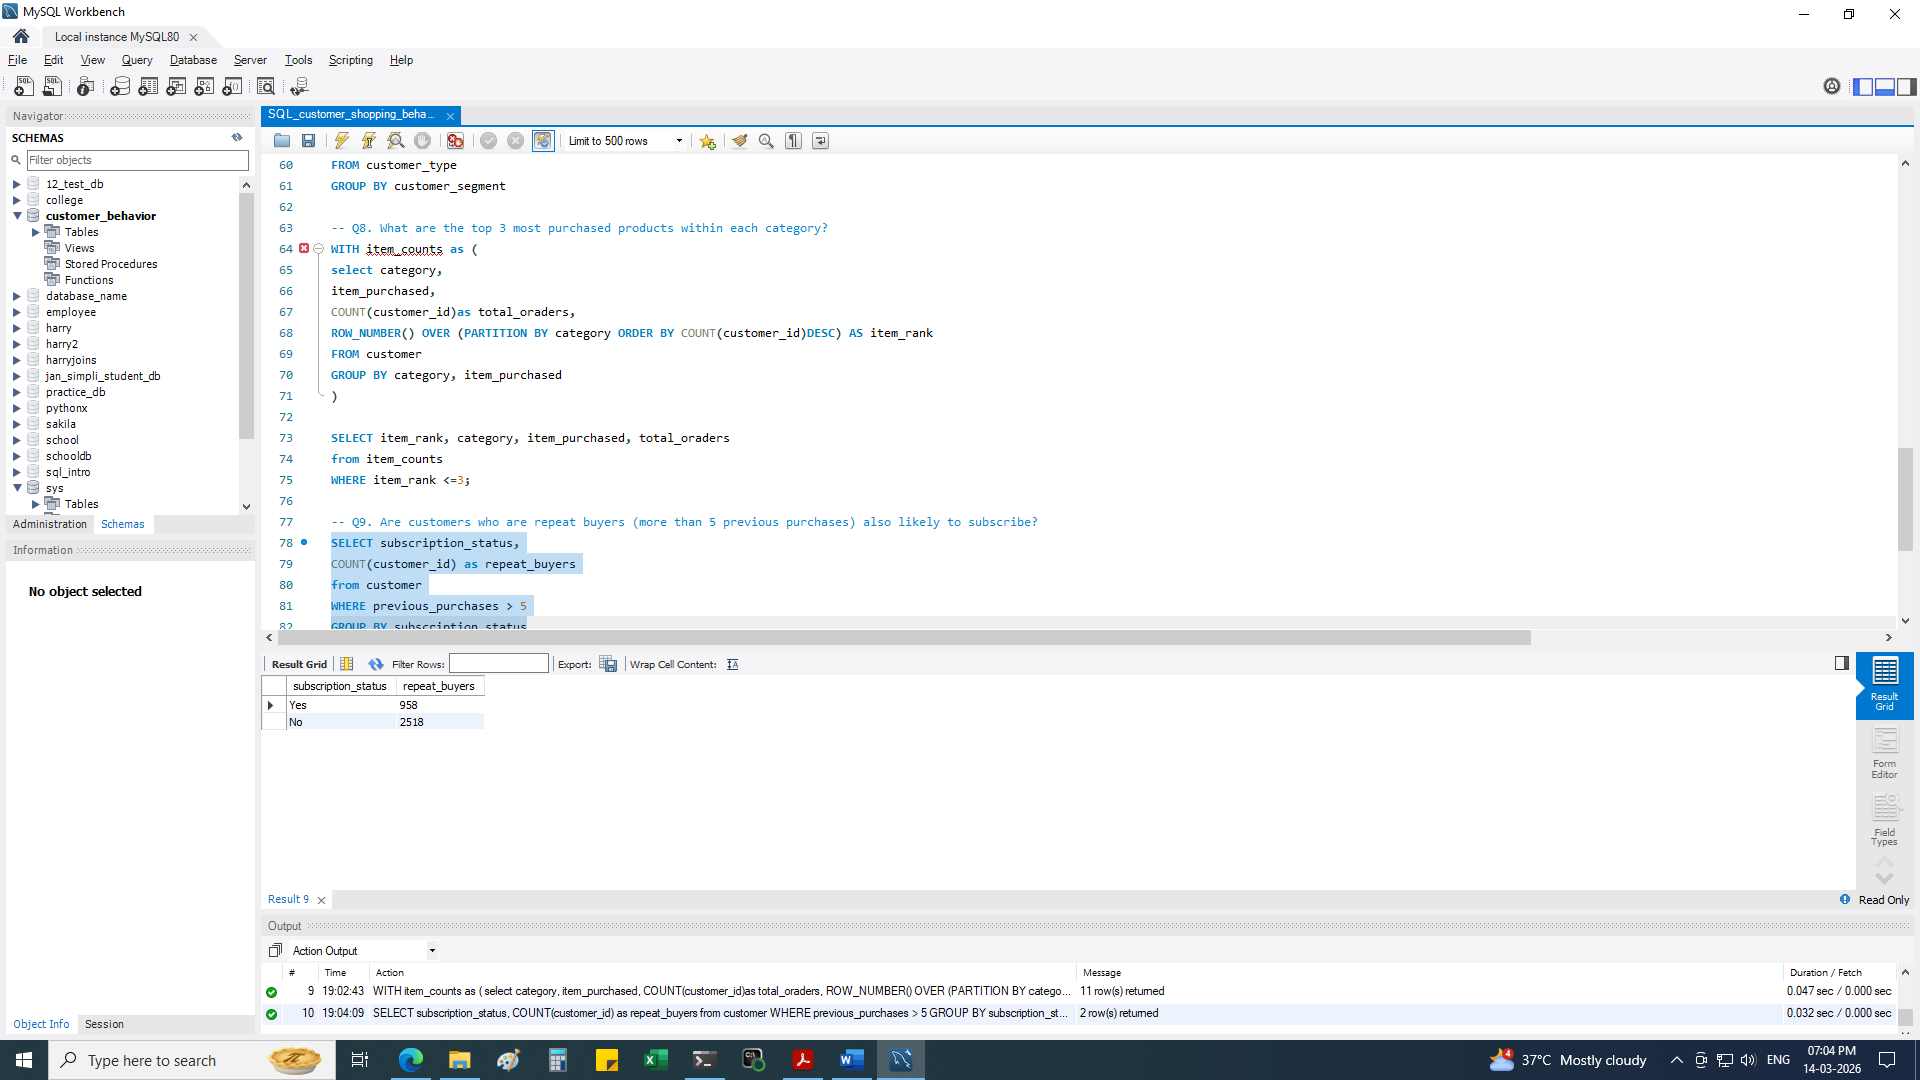 MySQL Workbench
Local instance MySQL80
File Edit View Query Database Server Tools Scripting Help
Navigator
SCHEMAS
Filter objects
12_test_db
college
customer_behavior
Tables
Views
Stored Procedures
Functions
database_name
employee
harry
harry2
harryjoins
jan_simpli_student_db
practice_db
pythonx
sakila
school
schooldb
sql_intro
sys
Tables
Administration Schemas
Information
No object selected
Object Info Session
SQL_customer_shopping_beha...
Limit to 500 rows
60 FROM customer_type
61 GROUP BY customer_segment
62
63 -- Q8. What are the top 3 most purchased products within each category?
64 WITH item_counts as (
65 select category,
66 item_purchased,
67 COUNT(customer_id)as total_oraders,
68 ROW_NUMBER() OVER (PARTITION BY category ORDER BY COUNT(customer_id)DESC) AS item_rank
69 FROM customer
70 GROUP BY category, item_purchased
71 )
72
73 SELECT item_rank, category, item_purchased, total_oraders
74 from item_counts
75 WHERE item_rank <=3;
76
77 -- Q9. Are customers who are repeat buyers (more than 5 previous purchases) also likely to subscribe?
78 SELECT subscription_status,
79 COUNT(customer_id) as repeat_buyers
80 from customer
81 WHERE previous_purchases > 5
82 GROUP BY subscription_status
Result Grid Filter Rows: Export: Wrap Cell Content:
subscription_status repeat_buyers
Yes 958
No 2518
Result Grid
Form Editor
Field Types
Result 9
Read Only
Output
Action Output
# Time Action Message Duration / Fetch
9 19:02:43 WITH item_counts as ( select category, item_purchased, COUNT(customer_id)as total_oraders, ROW_NUMBER() OVER (PARTITION BY catego... 11 row(s) returned 0.047 sec / 0.000 sec
10 19:04:09 SELECT subscription_status, COUNT(customer_id) as repeat_buyers from customer WHERE previous_purchases > 5 GROUP BY subscription_st... 2 row(s) returned 0.032 sec / 0.000 sec
Type here to search
4
37°C Mostly cloudy
ENG
07:04 PM
14-03-2026